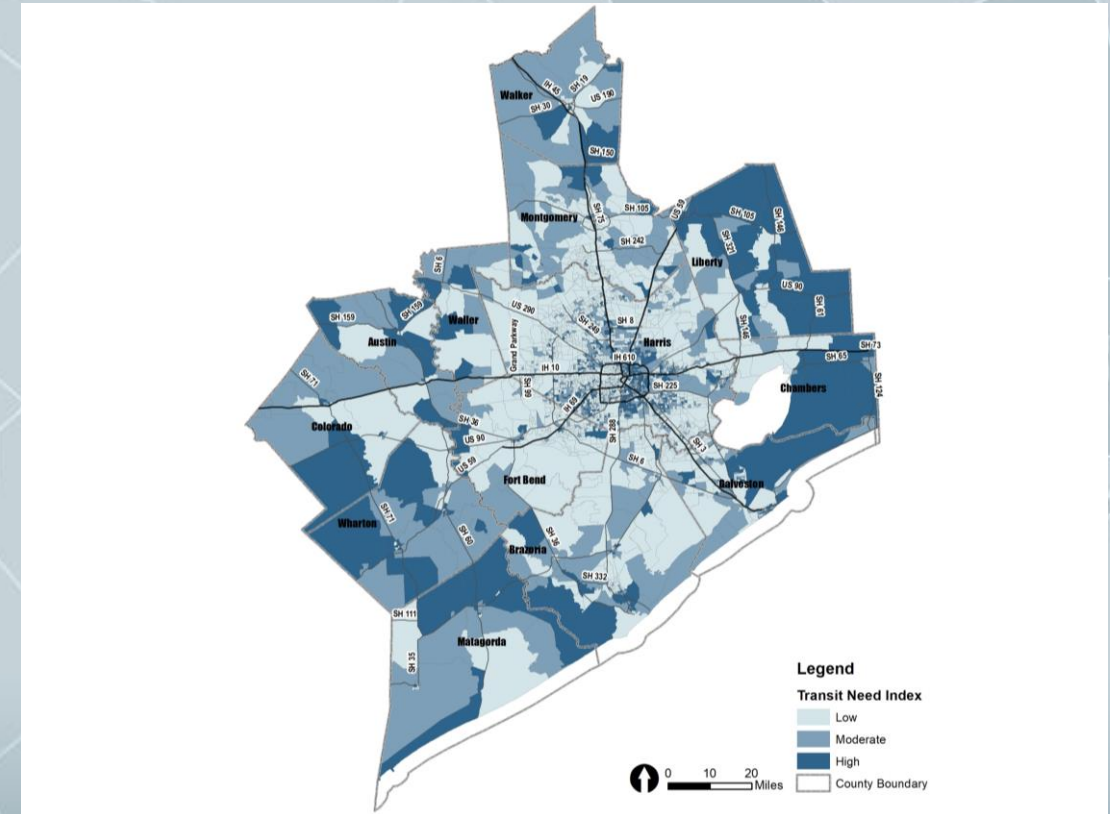 Walker
IH 45
SH 19
US 190
SH 30
SH 150
Montgomery
SH 75
SH 105
US 59
SH 105
SH 146
SH 242
SH 321
Liberty
SH 6
US 90
SH 61
SH 159
SH 159
Waller
US 290
SH 249
SH 8
SH 146
Austin
Grand Parkway
Harris
IH 610
SH 73
SH 65
SH 71
IH 10
SH 99
SH 225
Chambers
SH 124
IH 69
SH 36
Colorado
US 90
SH 288
SH 3
US 59
SH 6
Fort Bend
Galveston
SH 71
Wharton
SH 60
SH 36
Brazoria
SH 332
SH 111
Matagorda
SH 35
Legend
Transit Need Index
Low
Moderate
High
County Boundary
0 10 20
Miles